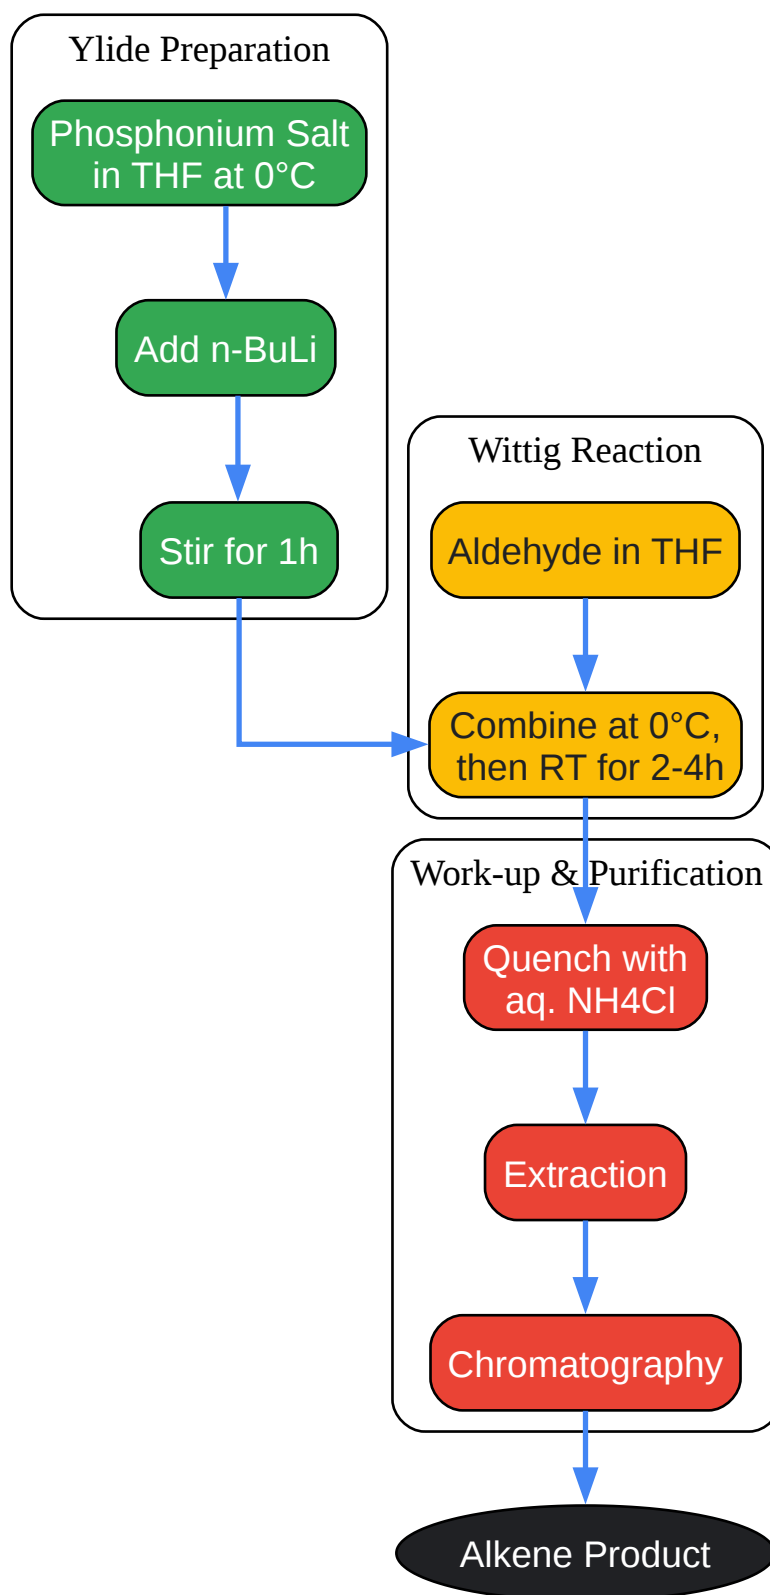 Ylide Preparation
Phosphonium Salt
in THF at 0°C
Add n-BuLi
Stir for 1h
Wittig Reaction
Aldehyde in THF
Combine at 0°C,
then RT for 2-4h
Work-up & Purification
Quench with
aq. NH4Cl
Extraction
Chromatography
Alkene Product